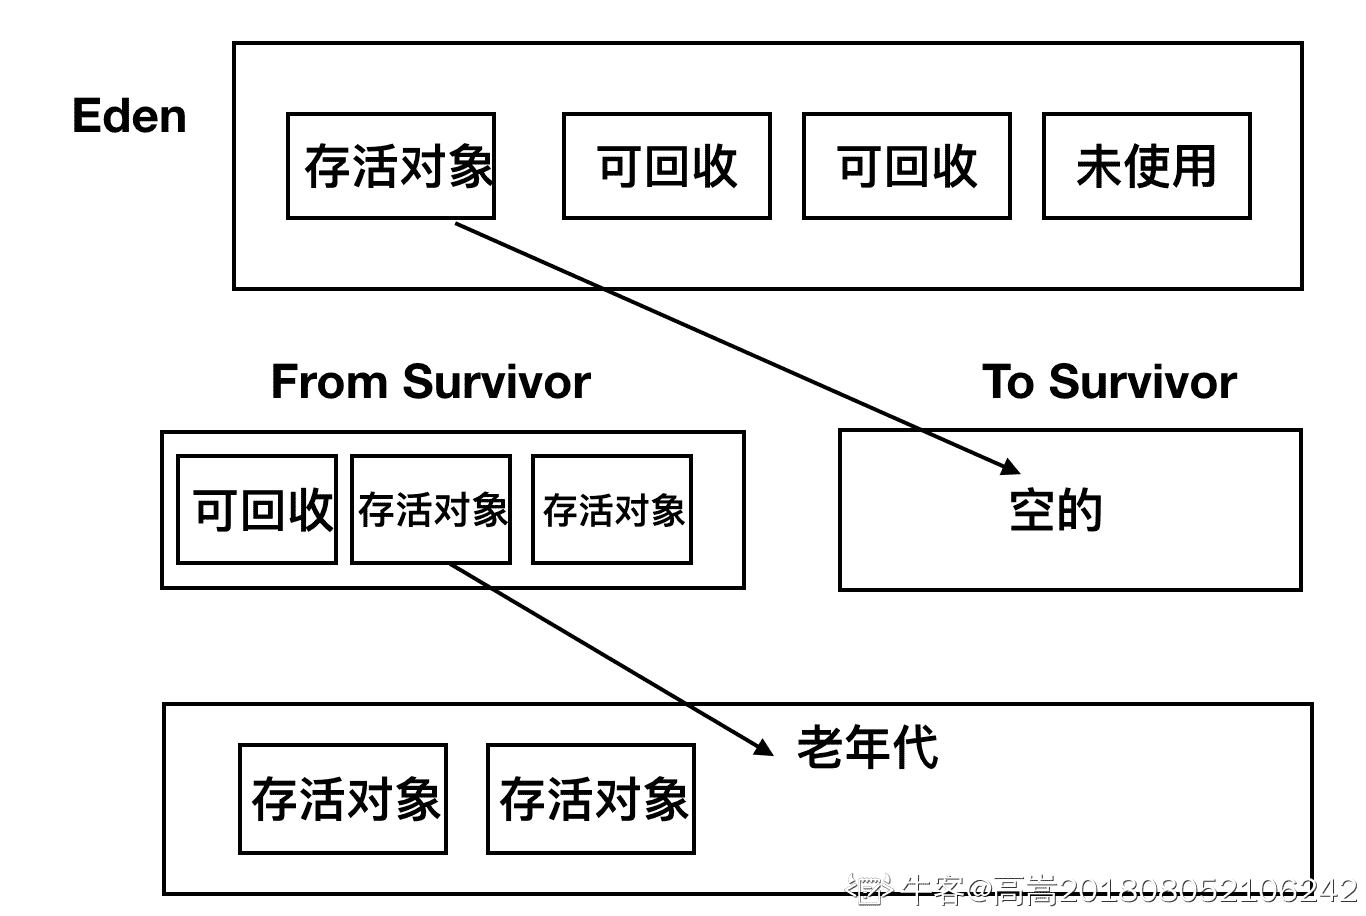 Eden
存活对象 可回收 可回收 未使用
From Survivor To Survivor
可回收 存活对象 存活对象 空的
老年代
存活对象 存活对象
牛客@高嵩201808052106242